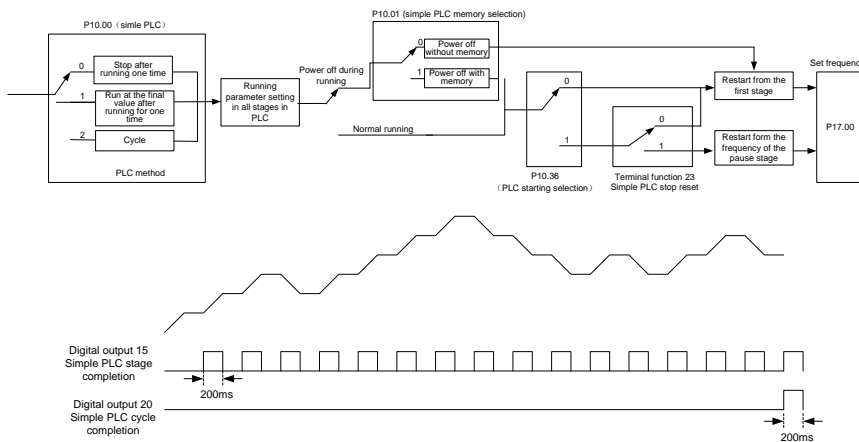 P10.00 (simle PLC)
0
Stop after
running one time
1
Run at the final
value after
running for one
time
2
Cycle
PLC method
Running
parameter setting
in all stages in
PLC
Power off during
running
Normal running
P10.01 (simple PLC memory selection)
0
Power off
without memory
1
Power off with
memory
0
1
P10.36
(PLC starting selection)
0
1
Terminal function 23
Simple PLC stop reset
Restart from the
first stage
Restart form the
frequency of the
pause stage
Set frequency
P17.00
Digital output 15
Simple PLC stage
completion
200ms
Digital output 20
Simple PLC cycle
completion
200ms